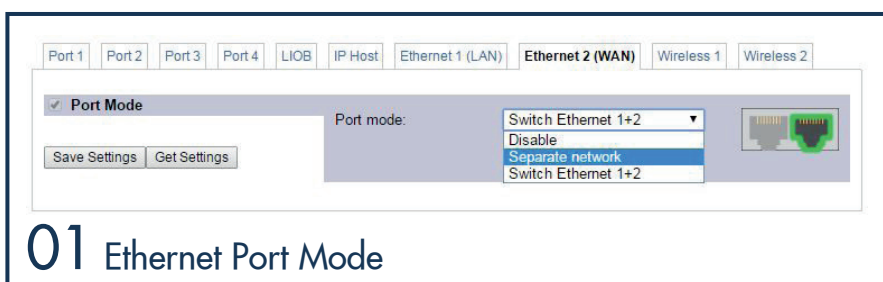 Port 1 Port 2 Port 3 Port 4 LIOB IP Host Ethernet 1 (LAN) Ethernet 2 (WAN) Wireless 1 Wireless 2
Port Mode
Port mode: Switch Ethernet 1+2
Disable
Save Settings Get Settings Separate network
Switch Ethernet 1+2
01 Ethernet Port Mode